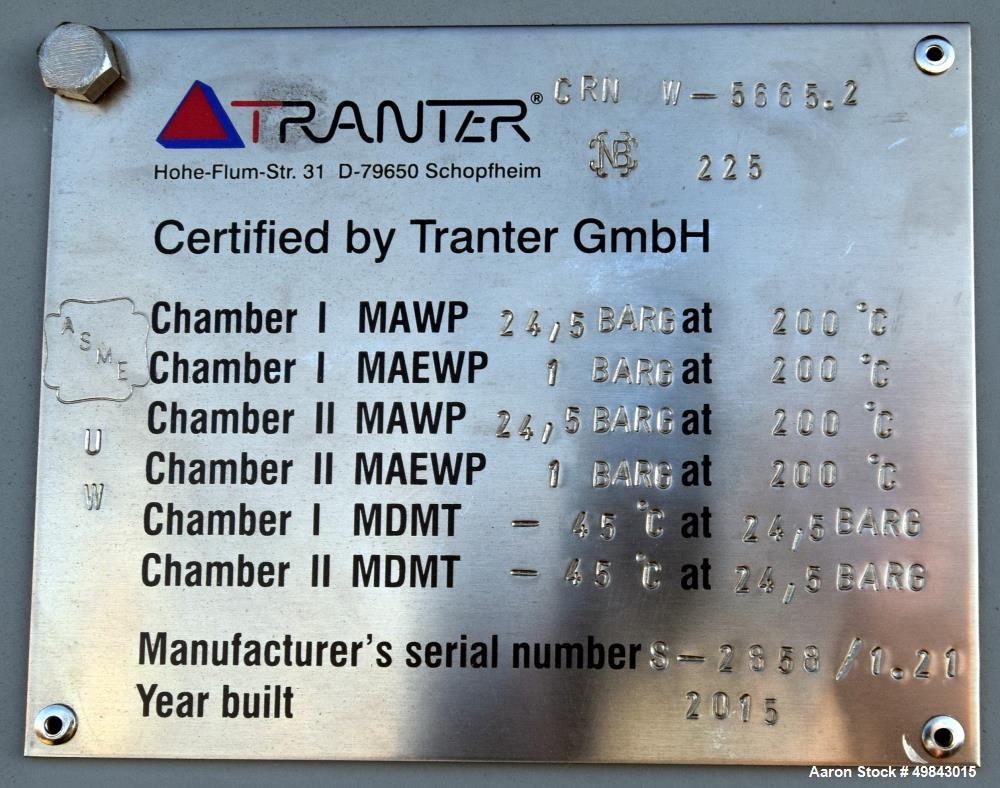 TRANTER® CRN W-5665.2
NB 225
Hohe-Flum-Str. 31 D-79650 Schopfheim
Certified by Tranter GmbH
ASME
U
W
Chamber I MAWP 24,5 BARG at 200 °C
Chamber I MAEWP 1 BARG at 200 °C
Chamber II MAWP 24,5 BARG at 200 °C
Chamber II MAEWP 1 BARG at 200 °C
Chamber I MDMT - 45 °C at 24,5 BARG
Chamber II MDMT - 45 °C at 24,5 BARG
Manufacturer's serial number
Year built 2015
Aaron Stock # 49843015